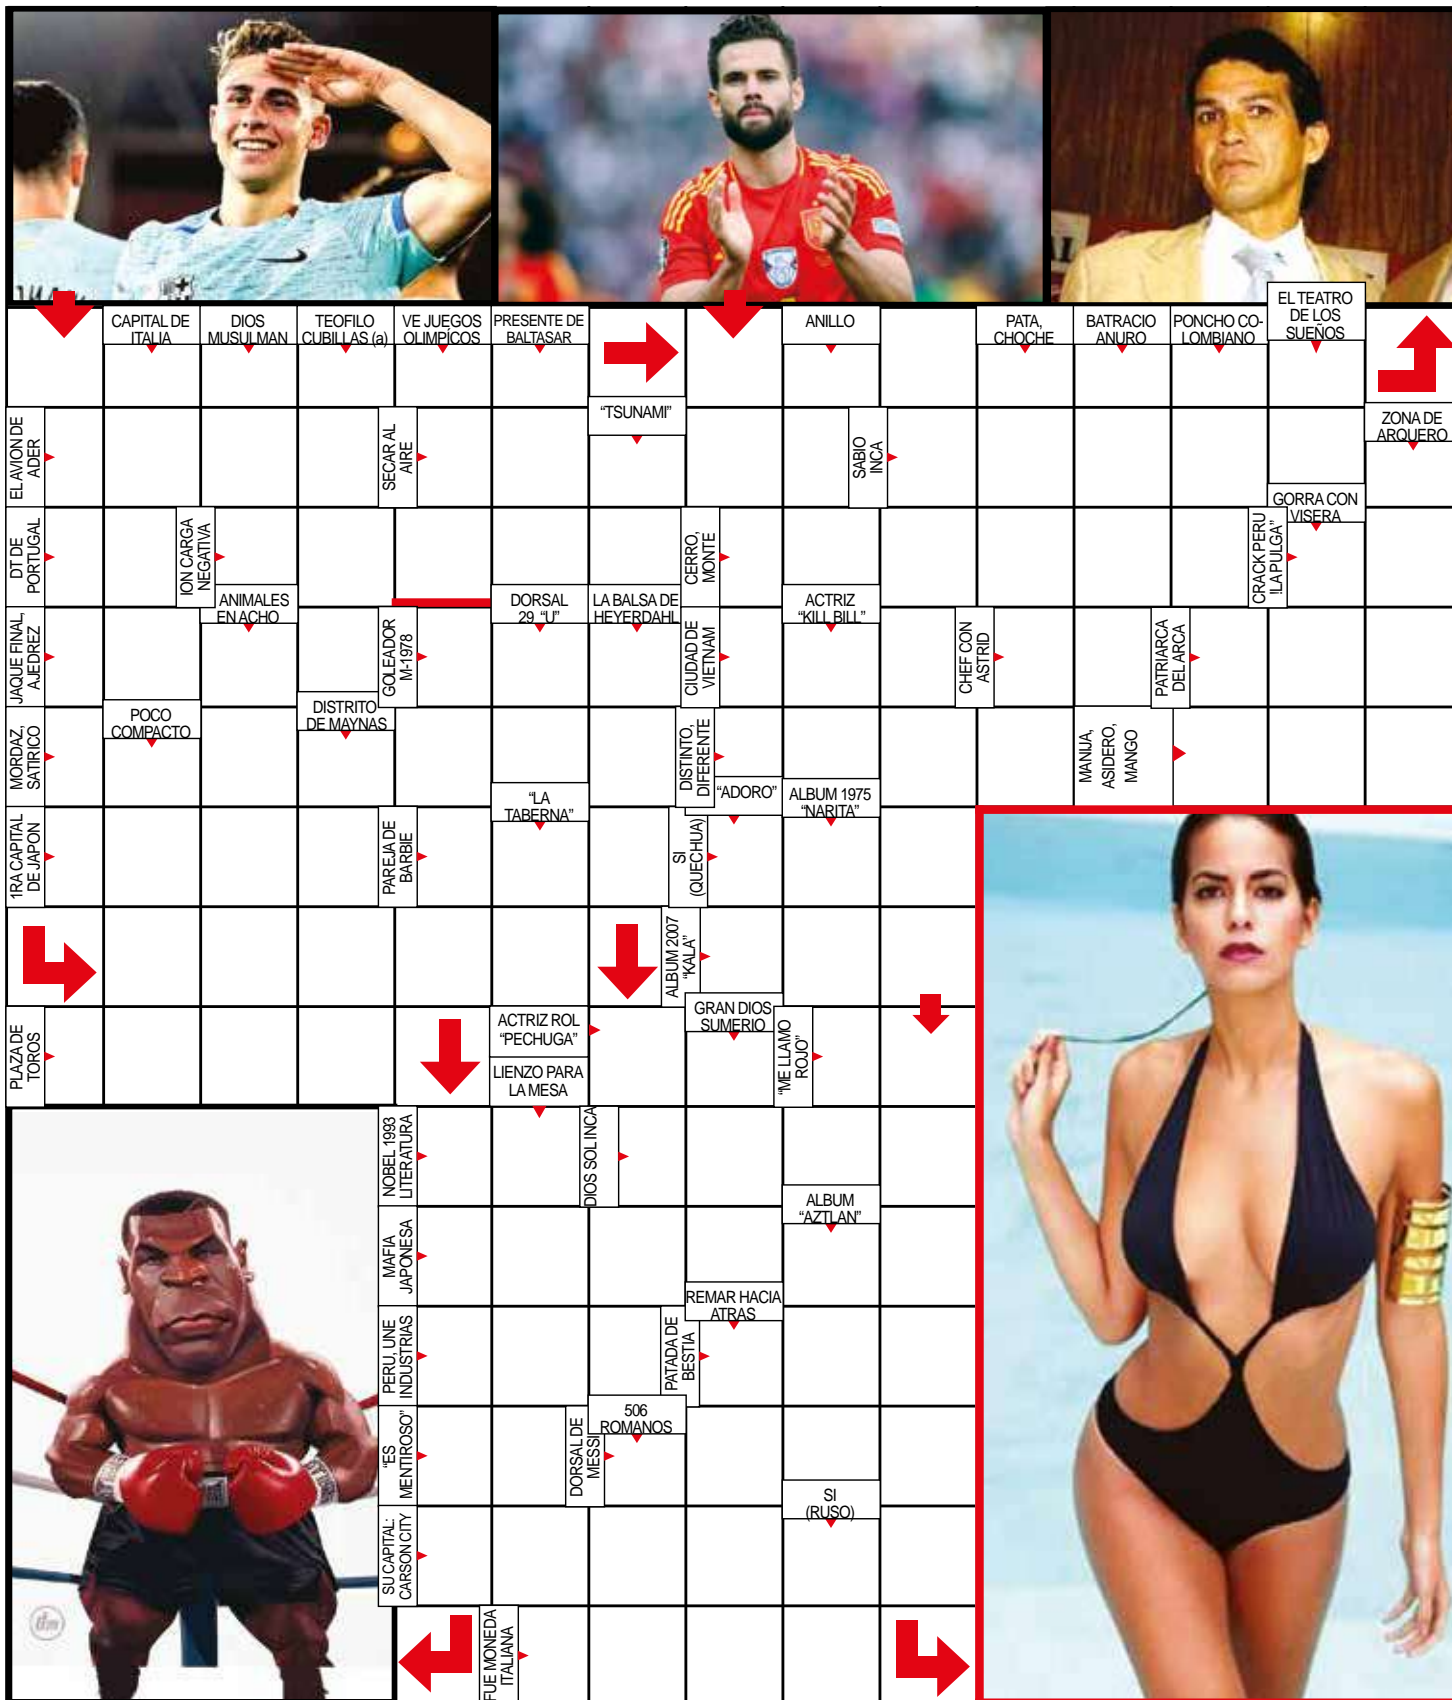 EL TEATRO
DE LOS
SUEÑOS
CAPITAL DE
ITALIA
DIOS
MUSULMAN
TEOFILO
CUBILLAS (a)
VE JUEGOS
OLIMPÍCOS
PRESENTE DE
BALTASAR
ANILLO
PATA,
CHOCHE
BATRACIO
ANURO
PONCHO CO-
LOMBIANO
EL AVION DE
ADER
SECAR AL
AIRE
"TSUNAMI"
SABIO
INCA
ZONA DE
ARQUERO
DT DE
PORTUGAL
ION CARGA
NEGATIVA
CERRO,
MONTE
GORRA CON
VISERA
CRACK PERU
!LA PULGA"
JAQUE FINAL,
AJEDREZ
ANIMALES
EN ACHO
GOLEADOR
M-1978
DORSAL
29 "U"
LA BALSA DE
HEYERDAHL
CIUDAD DE
VIETNAM
ACTRIZ
"KILL BILL"
CHEF CON
ASTRID
PATRIARCA
DEL ARCA
MORDAZ,
SATIRICO
POCO
COMPACTO
DISTRITO
DE MAYNAS
DISTINTO,
DIFERENTE
MANIJA,
ASIDERO,
MANGO
1RA CAPITAL
DE JAPON
PAREJA DE
BARBIE
"LA
TABERNA"
SI
(QUECHUA)
"ADORO"
ALBUM 1975
"NARITA"
ALBUM 2007
"KALA"
PLAZA DE
TOROS
ACTRIZ ROL
"PECHUGA"
LIENZO PARA
LA MESA
GRAN DIOS
SUMERIO
"ME LLAMO
ROJO"
NOBEL 1993
LITERATURA
DIOS SOL INCA
MAFIA
JAPONESA
ALBUM
"AZTLAN"
PERU, UNE
INDUSTRIAS
PATADA DE
BESTIA
REMAR HACIA
ATRAS
"ES
MENTIROSO"
DORSAL DE
MESSI
506
ROMANOS
SU CAPITAL:
CARSON CITY
SI
(RUSO)
FUE MONEDA
ITALIANA